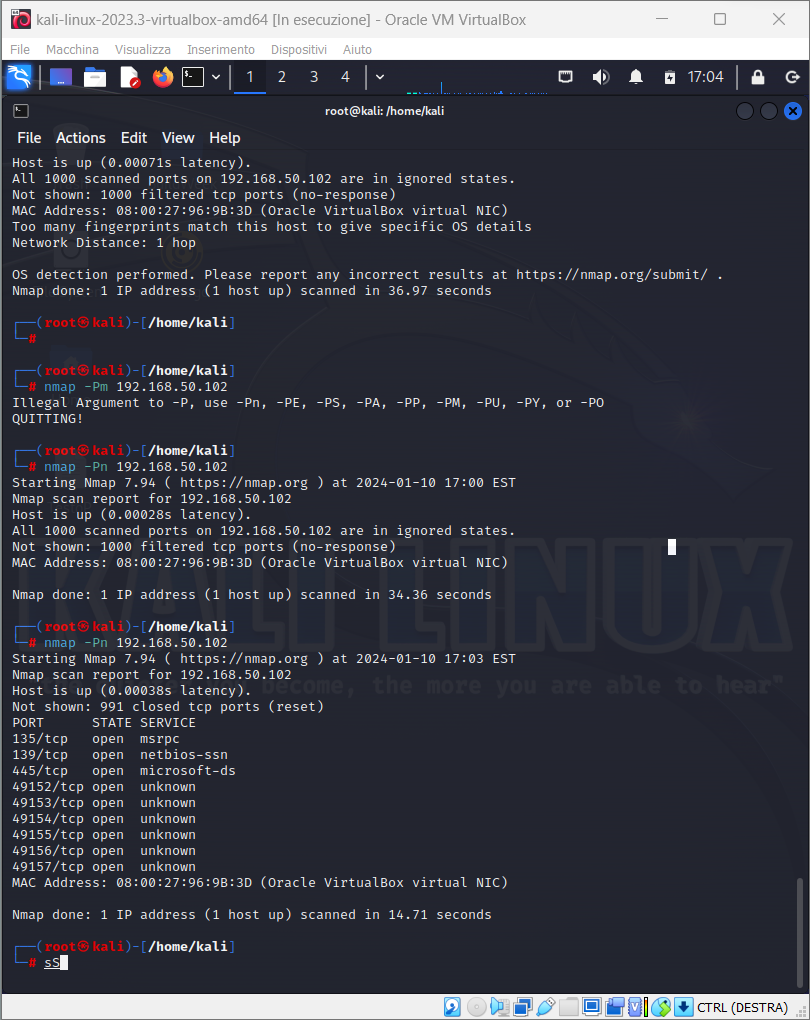 kali-linux-2023.3-virtualbox-amd64 [In esecuzione] - Oracle VM VirtualBox
File Macchina Visualizza Inserimento Dispositivi Aiuto
1 2 3 4 17:04
root@kali: /home/kali
File Actions Edit View Help
Host is up (0.00071s latency).
All 1000 scanned ports on 192.168.50.102 are in ignored states.
Not shown: 1000 filtered tcp ports (no-response)
MAC Address: 08:00:27:96:9B:3D (Oracle VirtualBox virtual NIC)
Too many fingerprints match this host to give specific OS details
Network Distance: 1 hop
OS detection performed. Please report any incorrect results at https://nmap.org/submit/ .
Nmap done: 1 IP address (1 host up) scanned in 36.97 seconds
┌──(root㉿kali)-[/home/kali]
└─#
┌──(root㉿kali)-[/home/kali]
└─# nmap -Pm 192.168.50.102
Illegal Argument to -P, use -Pn, -PE, -PS, -PA, -PP, -PM, -PU, -PY, or -PO
QUITTING!
┌──(root㉿kali)-[/home/kali]
└─# nmap -Pn 192.168.50.102
Starting Nmap 7.94 ( https://nmap.org ) at 2024-01-10 17:00 EST
Nmap scan report for 192.168.50.102
Host is up (0.00028s latency).
All 1000 scanned ports on 192.168.50.102 are in ignored states.
Not shown: 1000 filtered tcp ports (no-response)
MAC Address: 08:00:27:96:9B:3D (Oracle VirtualBox virtual NIC)
Nmap done: 1 IP address (1 host up) scanned in 34.36 seconds
KALI LINUX
┌──(root㉿kali)-[/home/kali]
└─# nmap -Pn 192.168.50.102
Starting Nmap 7.94 ( https://nmap.org ) at 2024-01-10 17:03 EST
Nmap scan report for 192.168.50.102
Host is up (0.00038s latency).
become, the more you are able to hear"
Not shown: 991 closed tcp ports (reset)
PORT STATE SERVICE
135/tcp open msrpc
139/tcp open netbios-ssn
445/tcp open microsoft-ds
49152/tcp open unknown
49153/tcp open unknown
49154/tcp open unknown
49155/tcp open unknown
49156/tcp open unknown
49157/tcp open unknown
MAC Address: 08:00:27:96:9B:3D (Oracle VirtualBox virtual NIC)
Nmap done: 1 IP address (1 host up) scanned in 14.71 seconds
┌──(root㉿kali)-[/home/kali]
└─# sS
CTRL (DESTRA)